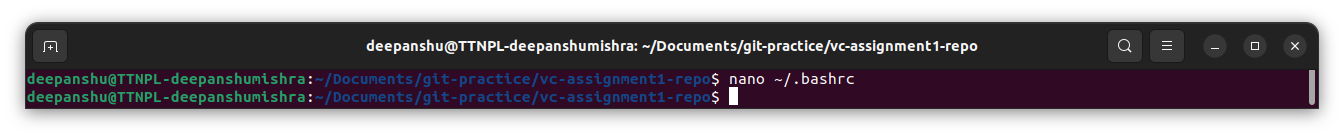 deepanshu@TTNPL-deepanshumishra: ~/Documents/git-practice/vc-assignment1-repo
deepanshu@TTNPL-deepanshumishra:~/Documents/git-practice/vc-assignment1-repo$ nano ~/.bashrc
deepanshu@TTNPL-deepanshumishra:~/Documents/git-practice/vc-assignment1-repo$